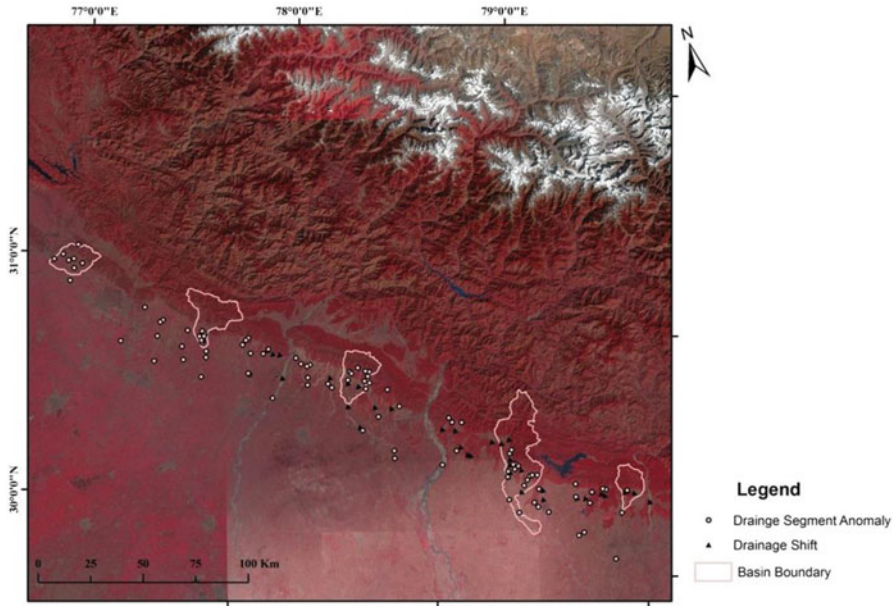 77°0'0"E 78°0'0"E 79°0'0"E
N
31°0'0"N
30°0'0"N
0 25 50 75 100 Km
Legend
Drainge Segment Anomaly
Drainage Shift
Basin Boundary